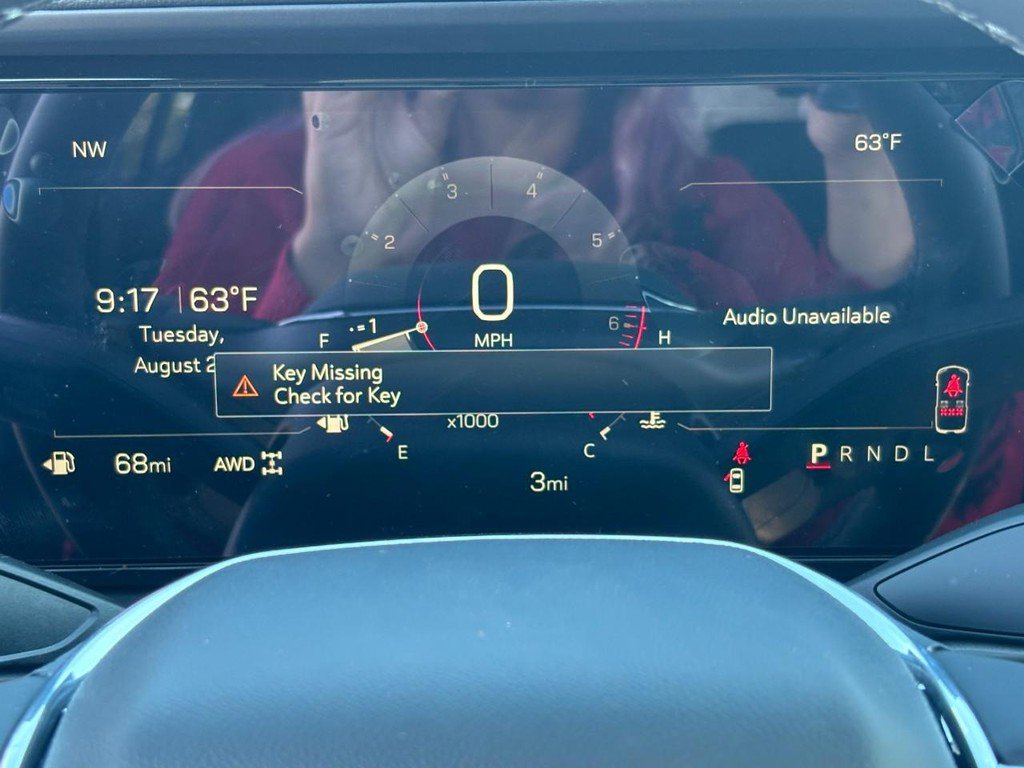 NW
63°F
3
4
2
5
9:17 | 63°F
Tuesday,
August 2
0
MPH
1
6
F
H
Audio Unavailable
Key Missing
Check for Key
x1000
E
C
68mi
AWD
3mi
P R N D L